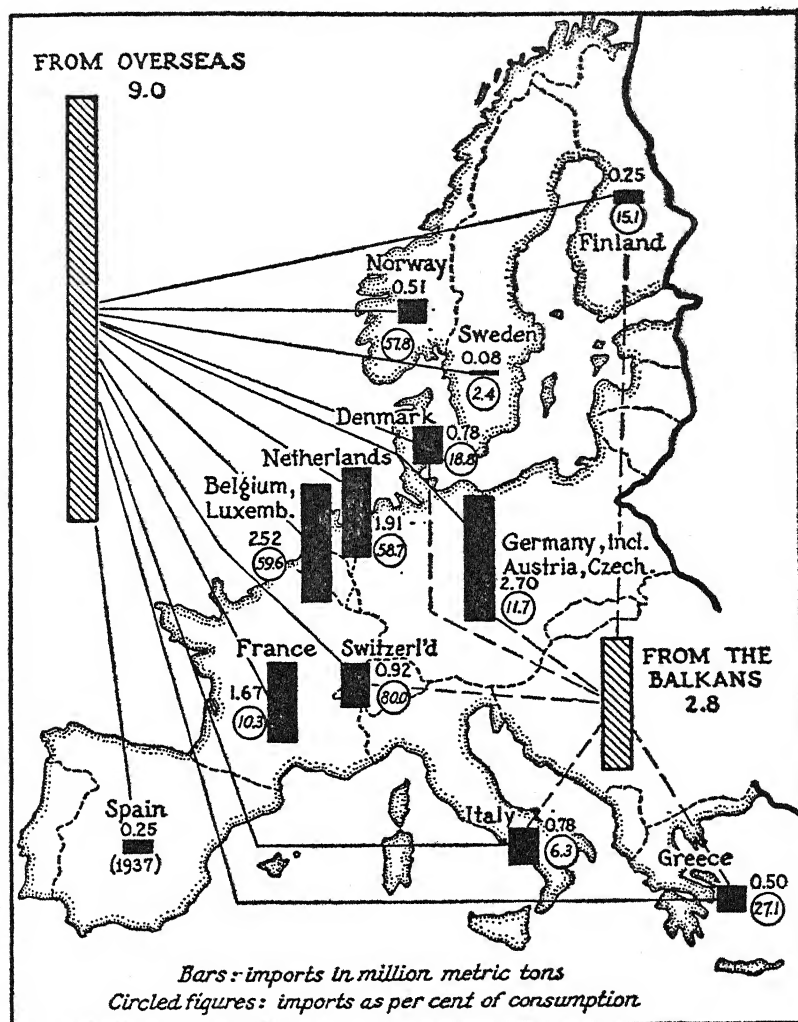 FROM OVERSEAS
9.0
0.25
15.1
Finland
Norway
0.51
57.8
Sweden
0.08
2.4
Denmark
0.78
18.8
Netherlands
1.91
58.7
Belgium,
Luxemb.
2.52
59.6
Germany, incl.
Austria, Czech.
2.70
11.7
France
1.67
10.3
Switzerl'd
0.92
80.0
FROM THE
BALKANS
2.8
Spain
0.25
(1937)
Italy
0.78
6.3
Greece
0.50
27.1
Bars: imports in million metric tons
Circled figures: imports as per cent of consumption